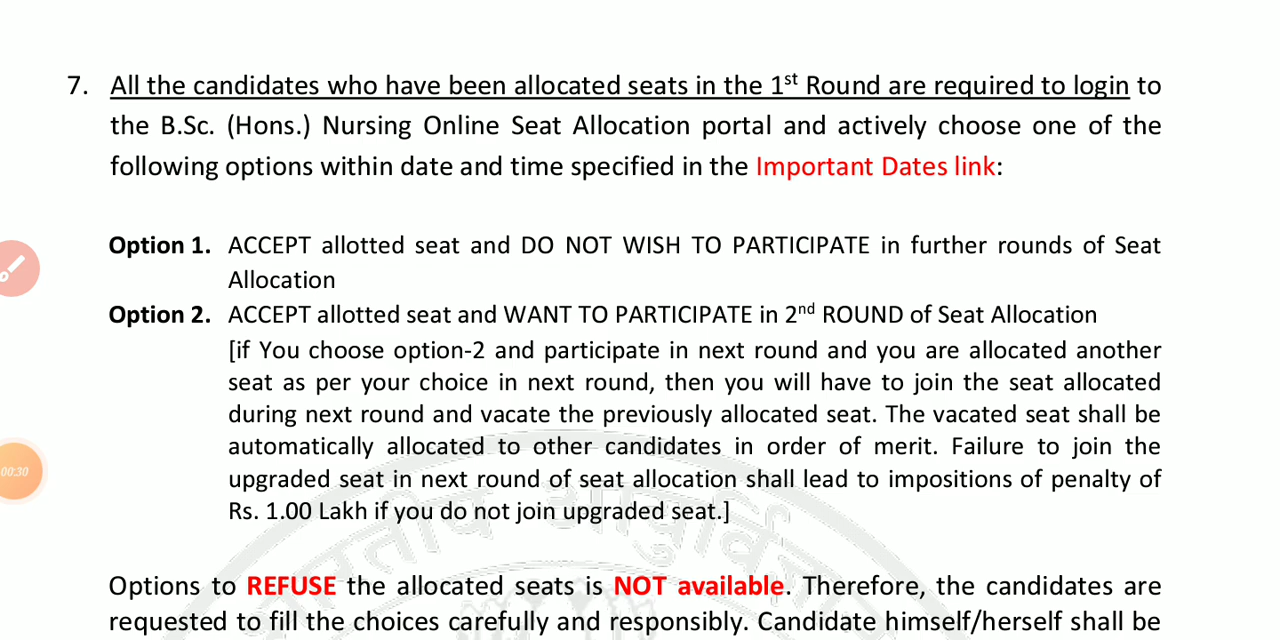 7. All the candidates who have been allocated seats in the 1st Round are required to login to
the B.Sc. (Hons.) Nursing Online Seat Allocation portal and actively choose one of the
following options within date and time specified in the Important Dates link:
Option 1. ACCEPT allotted seat and DO NOT WISH TO PARTICIPATE in further rounds of Seat
Allocation
Option 2. ACCEPT allotted seat and WANT TO PARTICIPATE in 2nd ROUND of Seat Allocation
[if You choose option-2 and participate in next round and you are allocated another
seat as per your choice in next round, then you will have to join the seat allocated
during next round and vacate the previously allocated seat. The vacated seat shall be
automatically allocated to other candidates in order of merit. Failure to join the
upgraded seat in next round of seat allocation shall lead to impositions of penalty of
Rs. 1.00 Lakh if you do not join upgraded seat.]
00:30
Options to REFUSE the allocated seats is NOT available. Therefore, the candidates are
requested to fill the choices carefully and responsibly. Candidate himself/herself shall be